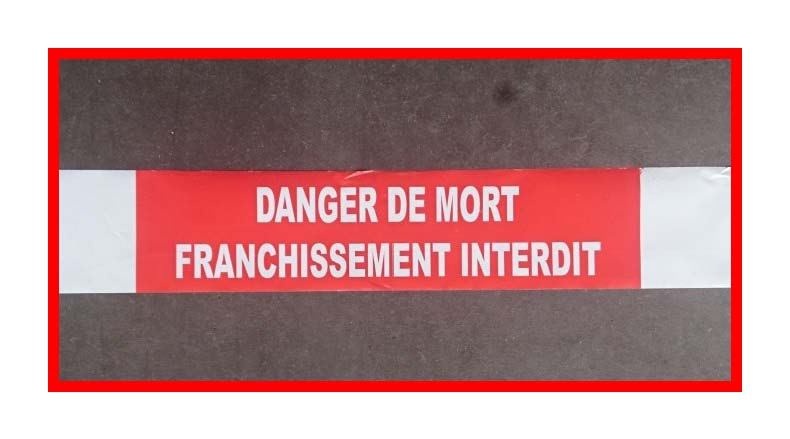 DANGER DE MORT
FRANCHISSEMENT INTERDIT